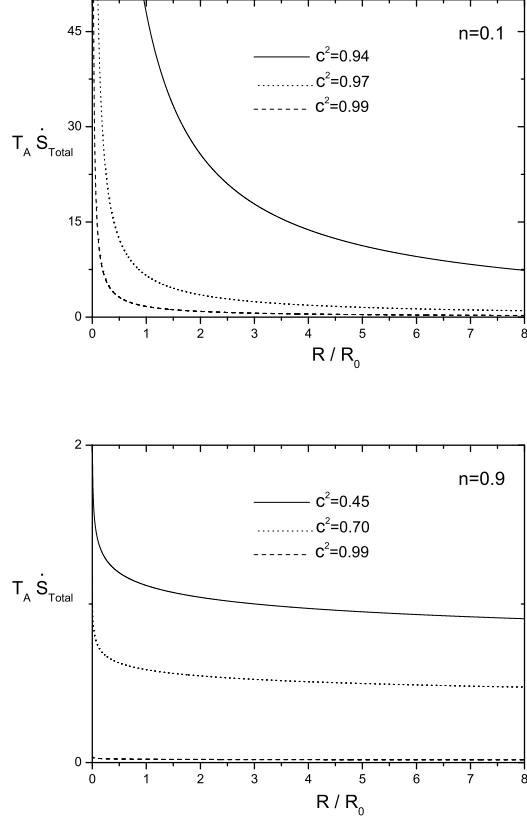 45
n=0.1
c²=0.94
c²=0.97
c²=0.99
30
T_A Ṡ_Total
15
0
0 1 2 3 4 5 6 7 8
R / R₀
2
n=0.9
c²=0.45
c²=0.70
c²=0.99
T_A Ṡ_Total
0
0 1 2 3 4 5 6 7 8
R / R₀